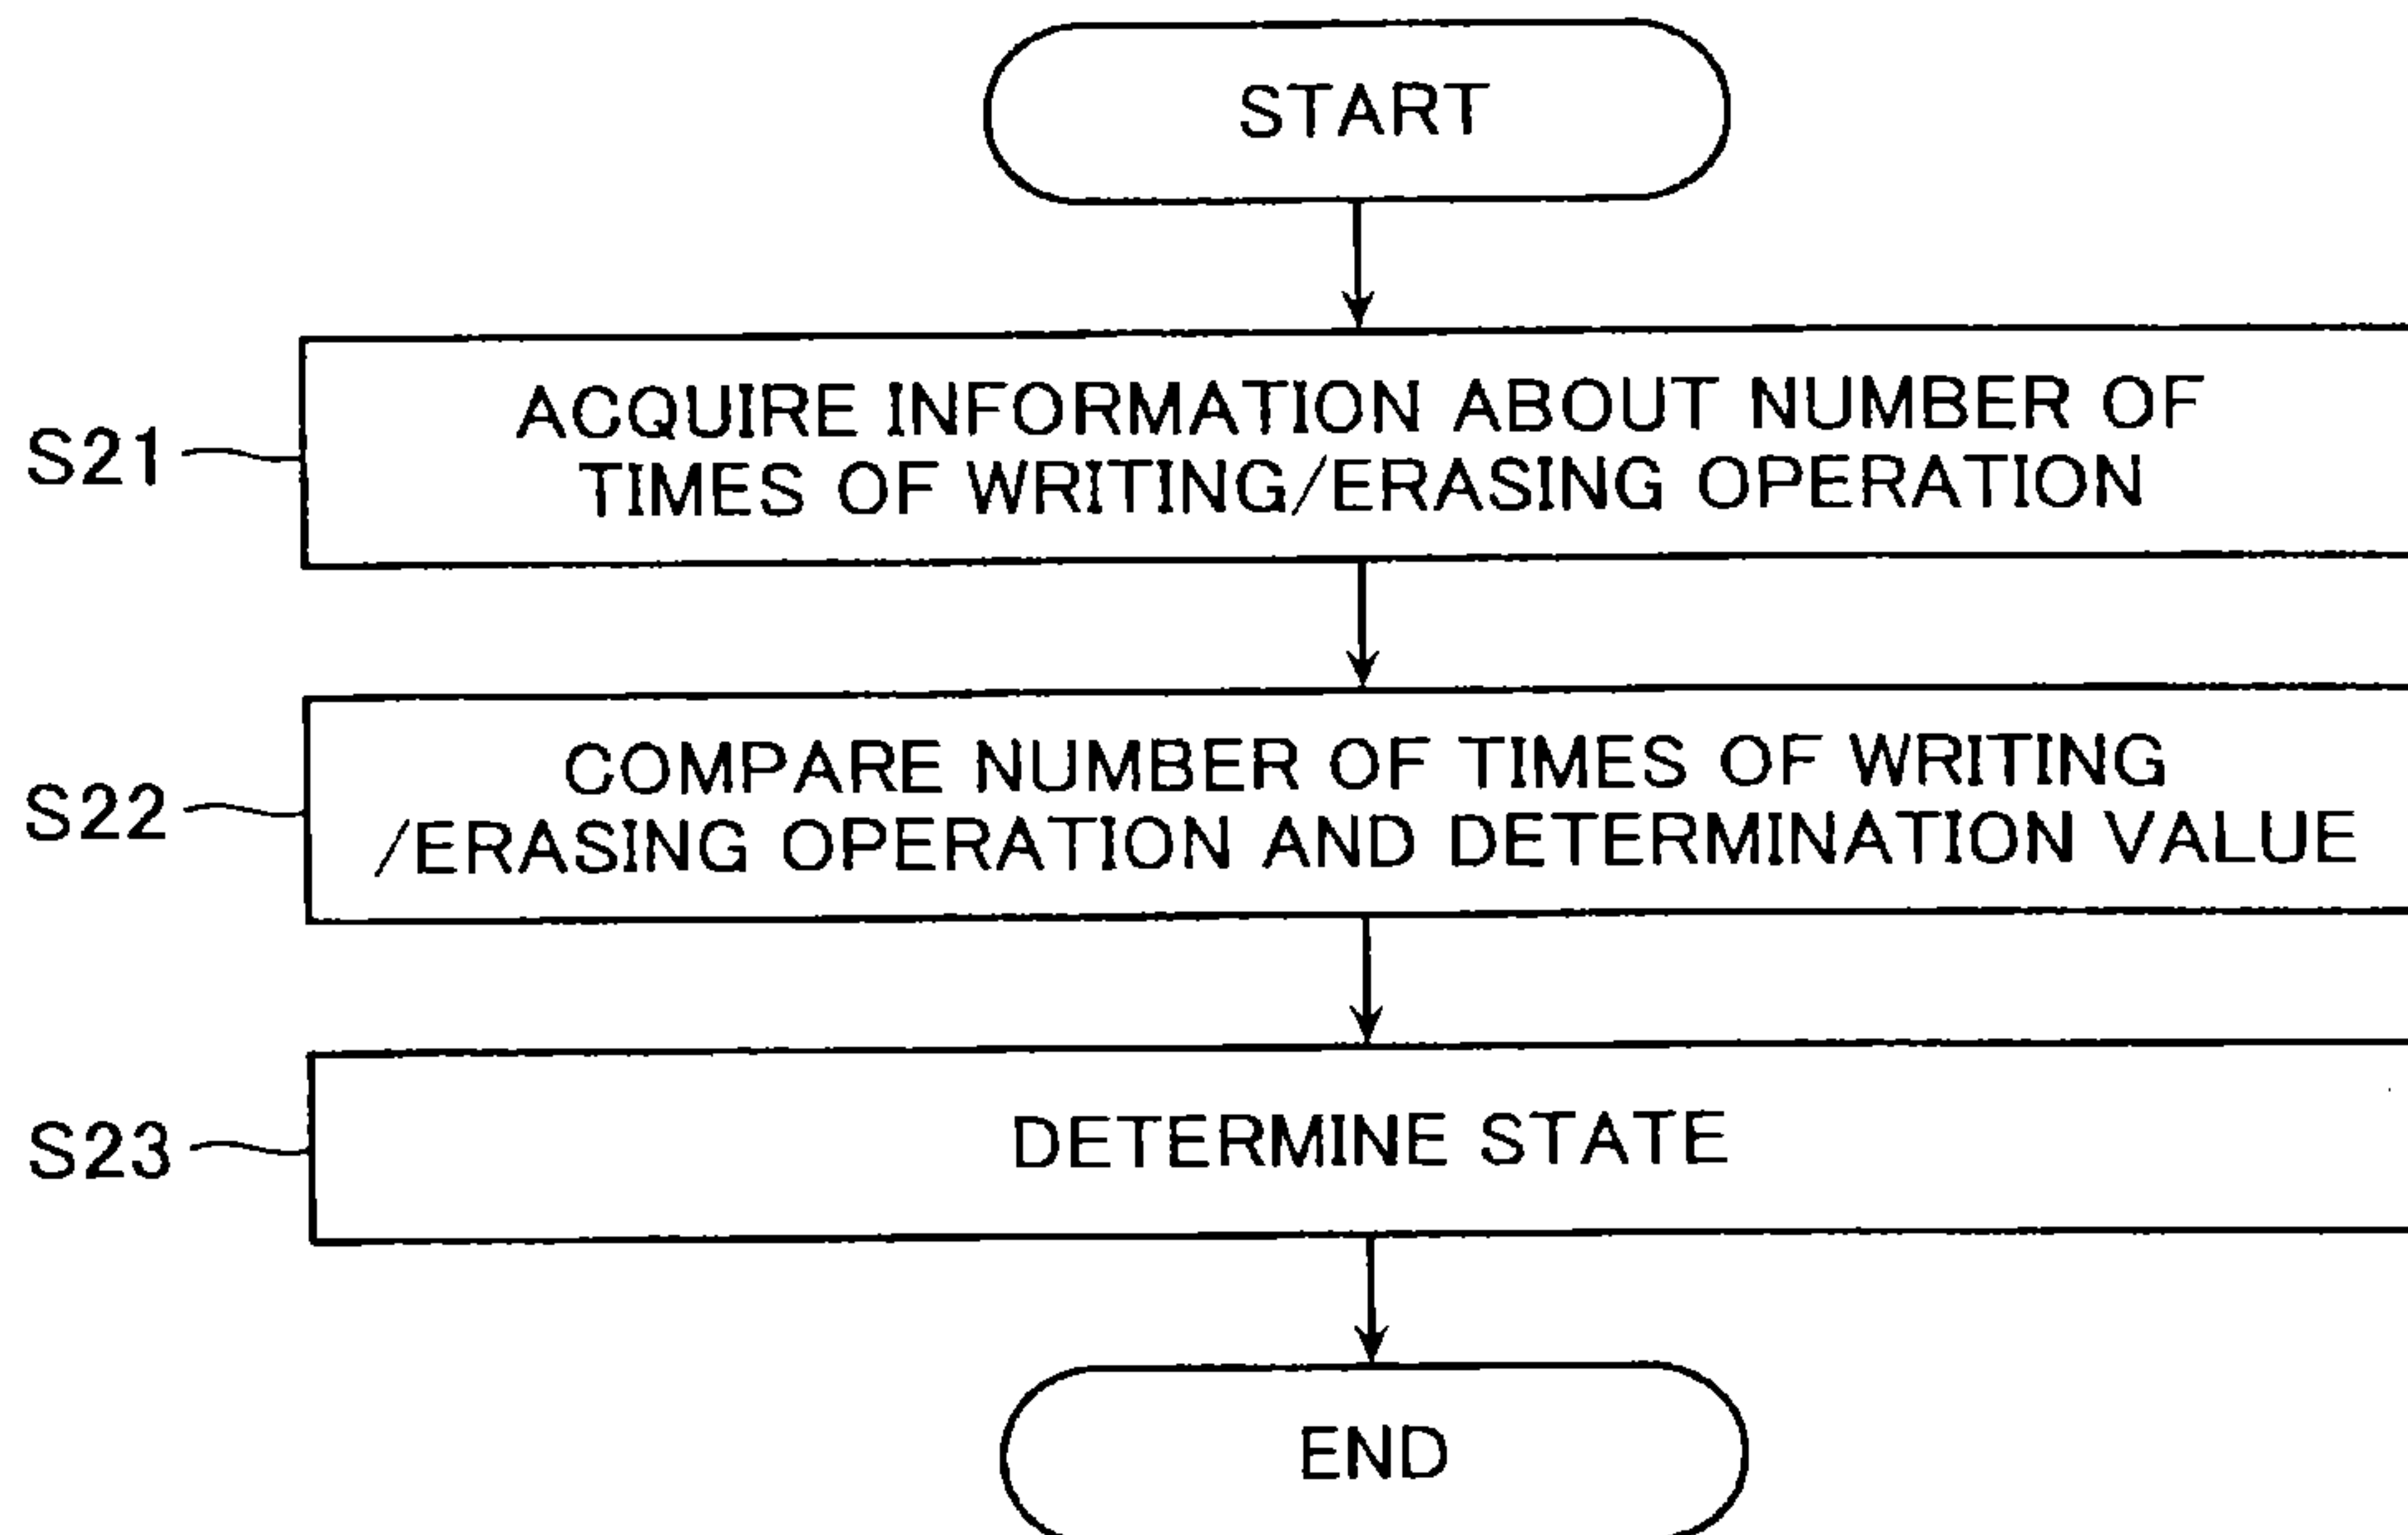 START
ACQUIRE INFORMATION ABOUT NUMBER OF
TIMES OF WRITING/ERASING OPERATION
S21
COMPARE NUMBER OF TIMES OF WRITING
/ERASING OPERATION AND DETERMINATION VALUE
S22
DETERMINE STATE
S23
END